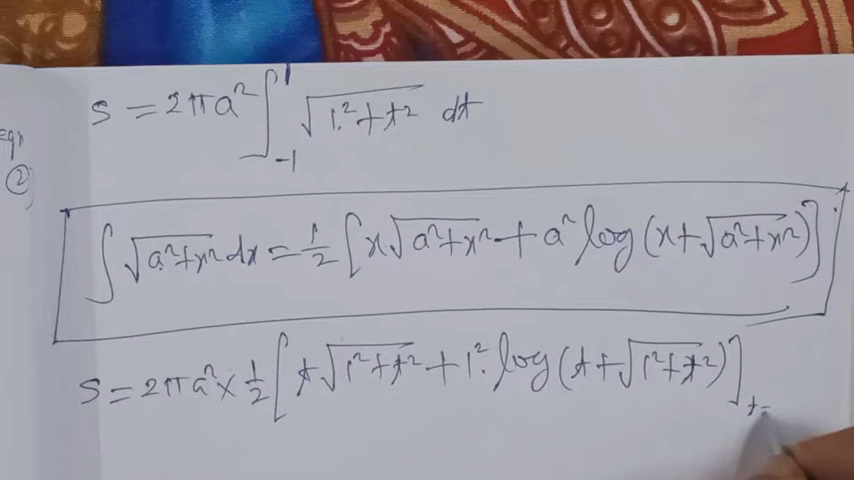 S = 2πa² ∫₋₁¹ √(1² + t²) dt
Eqn
②
∫ √(a²+x²) dx = 1/2 [x√(a²+x²) + a² log (x+√(a²+x²))]
S = 2πa² × 1/2 [t√(1²+t²) + 1². log (t+√(1²+t²)]t=